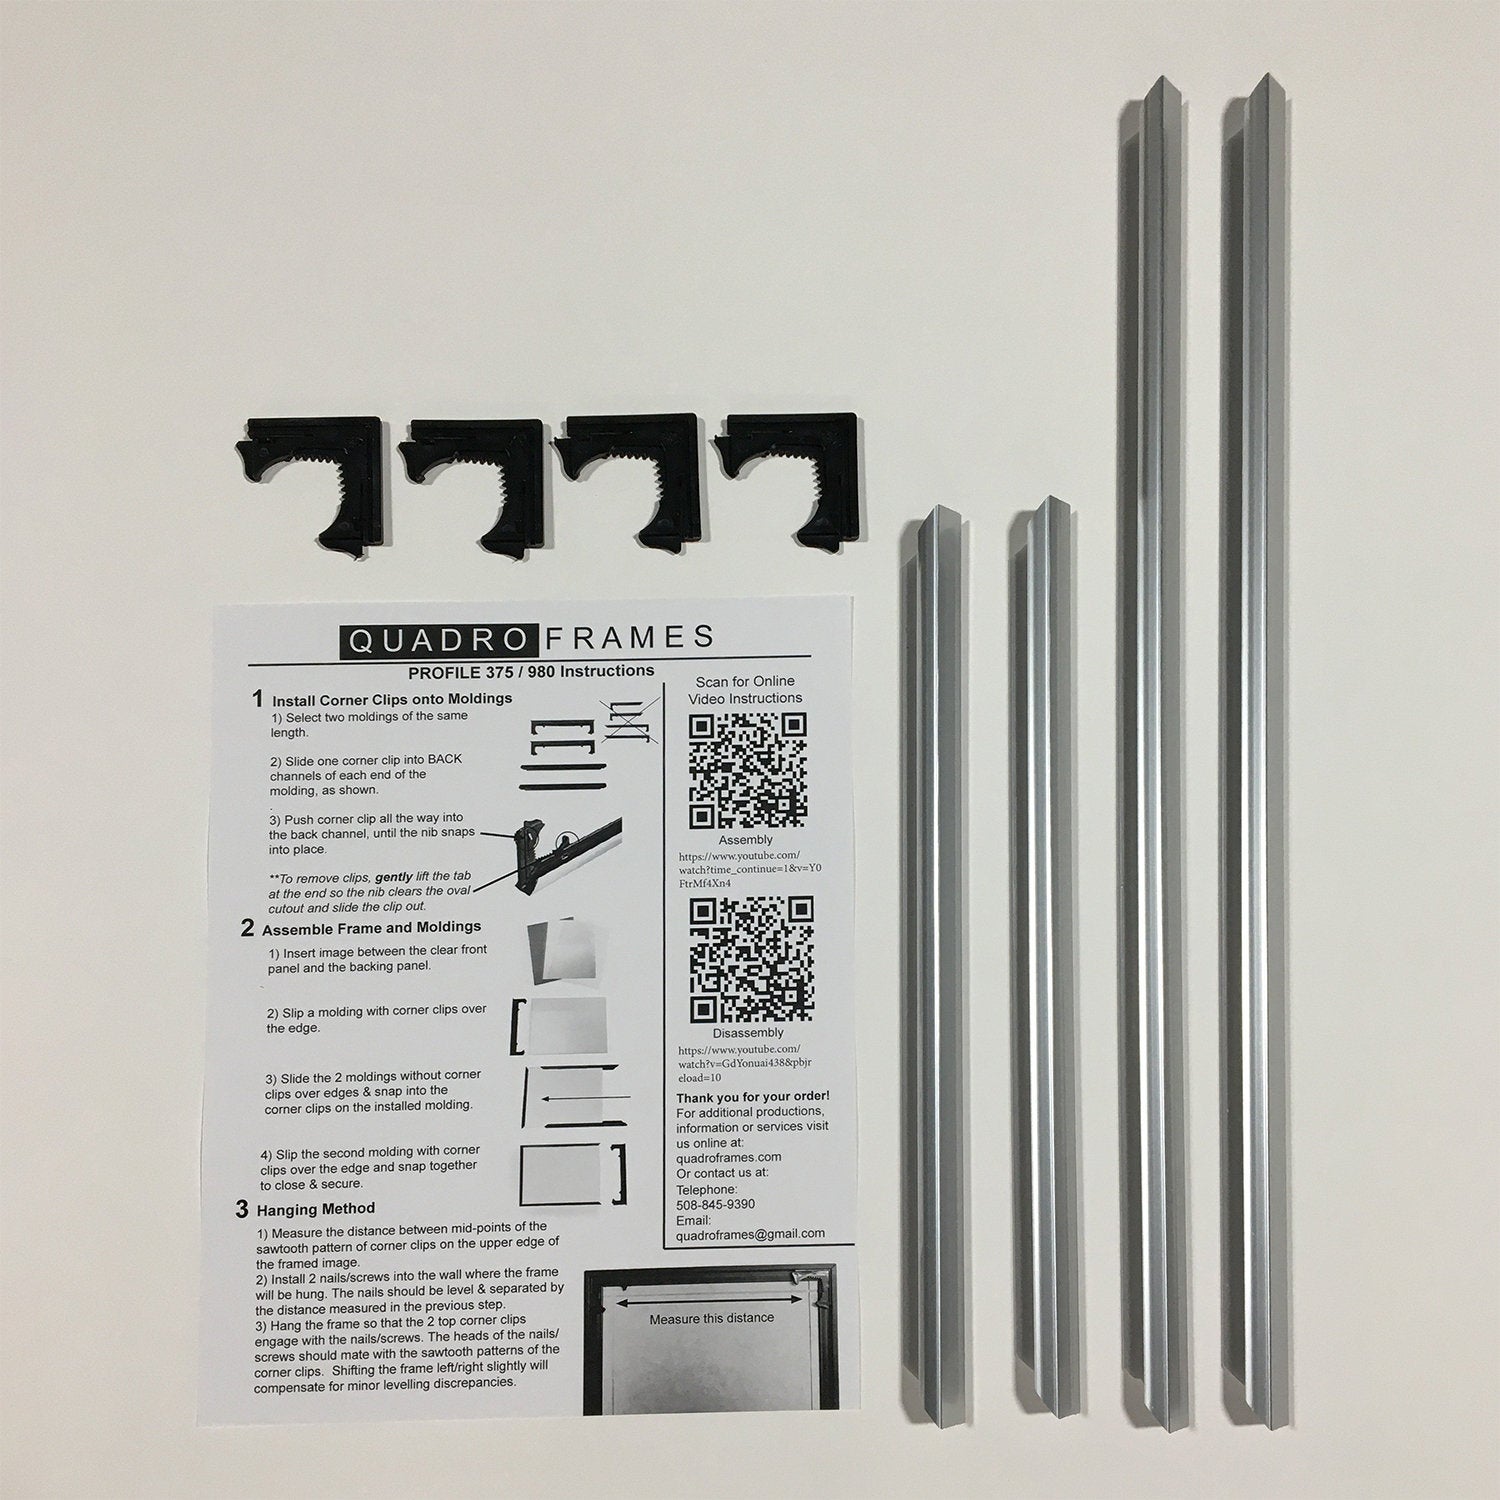 QUADRO FRAMES
PROFILE 375 / 980 Instructions
1 Install Corner Clips onto Moldings
1) Select two moldings of the same
length.
2) Slide one corner clip into BACK
channels of each end of the
molding, as shown.
.
3) Push corner clip all the way into
the back channel, until the nib snaps
into place.
**To remove clips, gently lift the tab
at the end so the nib clears the oval
cutout and slide the clip out.
2 Assemble Frame and Moldings
1) Insert image between the clear front
panel and the backing panel.
2) Slip a molding with corner clips over
the edge.
3) Slide the 2 moldings without corner
clips over edges & snap into the
corner clips on the installed molding.
4) Slip the second molding with corner
clips over the edge and snap together
to close & secure.
3 Hanging Method
1) Measure the distance between mid-points of the
sawtooth pattern of corner clips on the upper edge of
the framed image.
2) Install 2 nails/screws into the wall where the frame
will be hung. The nails should be level & separated by
the distance measured in the previous step.
3) Hang the frame so that the 2 top corner clips
engage with the nails/screws. The heads of the nails/
screws should mate with the sawtooth patterns of the
corner clips. Shifting the frame left/right slightly will
compensate for minor levelling discrepancies.
Scan for Online
Video Instructions
Assembly
https://www.youtube.com/
watch?time_continue=1&v=Y0
FtrMf4Xn4
Disassembly
https://www.youtube.com/
watch?v=GdYonuai438&pbjr
eload=10
Thank you for your order!
For additional productions,
information or services visit
us online at:
quadroframes.com
Or contact us at:
Telephone:
508-845-9390
Email:
quadroframes@gmail.com
Measure this distance